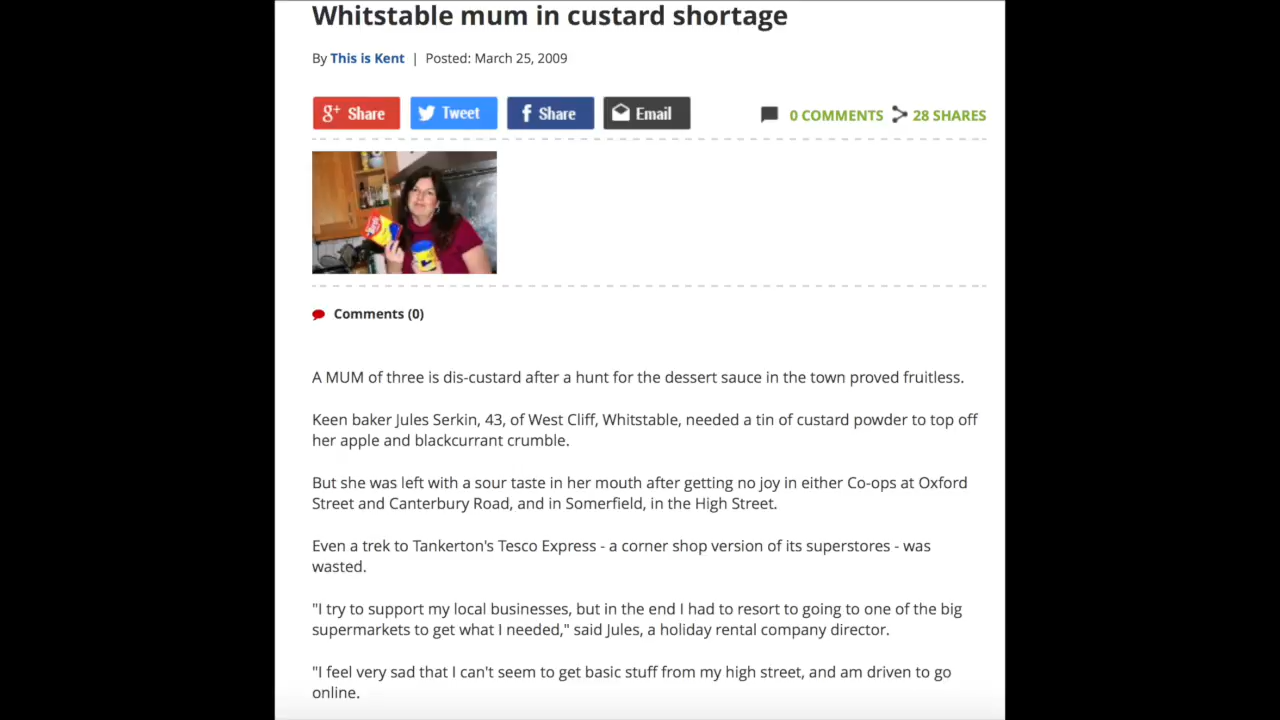 Whitstable mum in custard shortage
By This is Kent | Posted: March 25, 2009
g+ Share Tweet f Share Email 0 COMMENTS 28 SHARES
Comments (0)
A MUM of three is dis-custard after a hunt for the dessert sauce in the town proved fruitless.
Keen baker Jules Serkin, 43, of West Cliff, Whitstable, needed a tin of custard powder to top off
her apple and blackcurrant crumble.
But she was left with a sour taste in her mouth after getting no joy in either Co-ops at Oxford
Street and Canterbury Road, and in Somerfield, in the High Street.
Even a trek to Tankerton's Tesco Express - a corner shop version of its superstores - was
wasted.
"I try to support my local businesses, but in the end I had to resort to going to one of the big
supermarkets to get what I needed," said Jules, a holiday rental company director.
"I feel very sad that I can't seem to get basic stuff from my high street, and am driven to go
online.